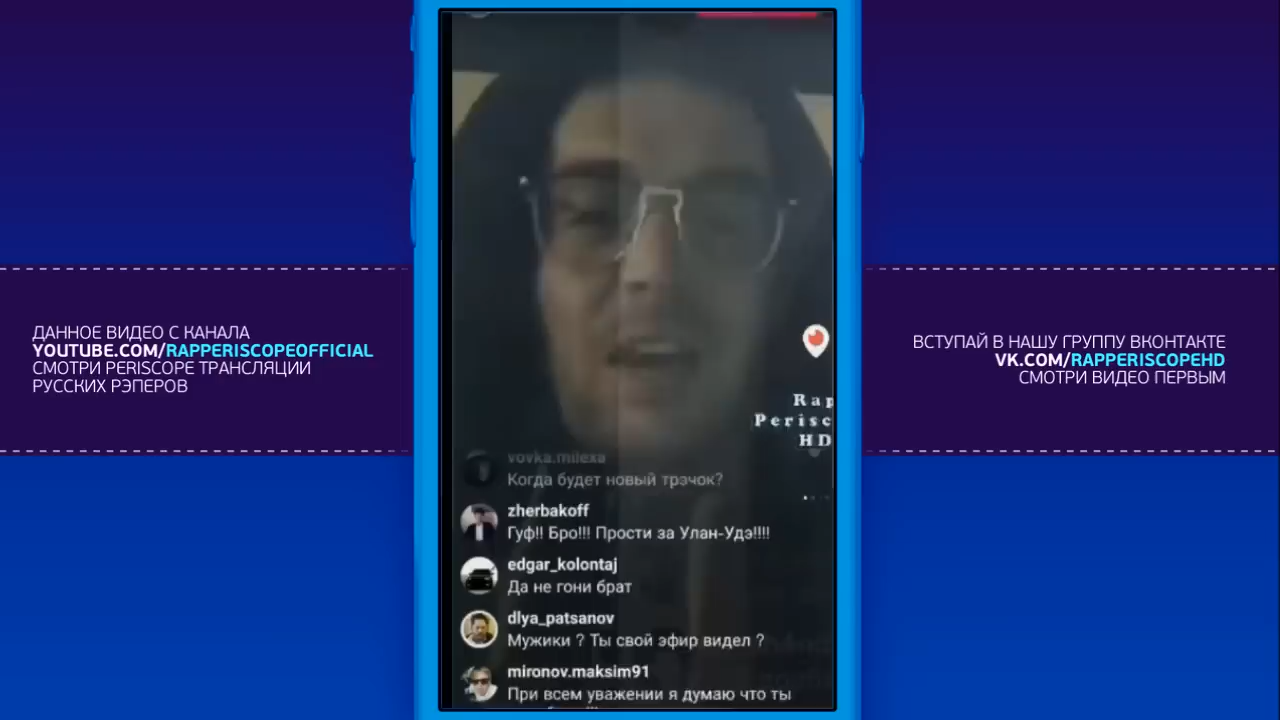 ДАННОЕ ВИДЕО С КАНАЛА
YOUTUBE.COM/RAPPERISCOPEOFFICIAL
СМОТРИ PERISCOPE ТРАНСЛЯЦИИ
РУССКИХ РЭПЕРОВ
ВСТУПАЙ В НАШУ ГРУППУ ВКОНТАКТЕ
VK.COM/RAPPERISCOPEHD
СМОТРИ ВИДЕО ПЕРВЫМ
Rap
Perisc
HD
vovka.milexa
Когда будет новый трэчок?
zherbakoff
Гуф!! Бро!!! Прости за Улан-Удэ!!!!
edgar_kolontaj
Да не гони брат
dlya_patsanov
Мужики ? Ты свой эфир видел ?
mironov.maksim91
При всем уважении я думаю что ты